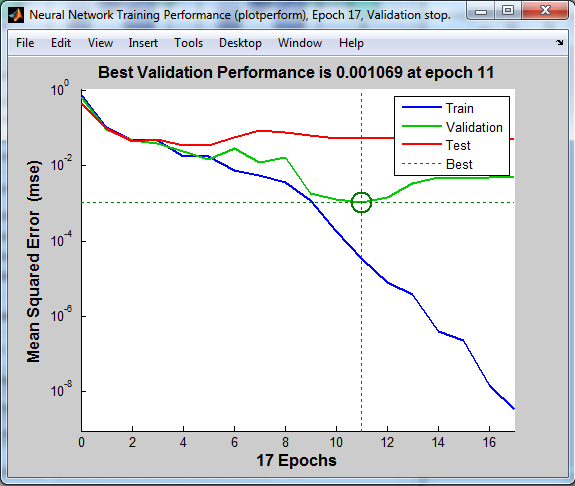 Neural Network Training Performance (plotperform), Epoch 17, Validation stop.
File Edit View Insert Tools Desktop Window Help
Best Validation Performance is 0.001069 at epoch 11
Mean Squared Error (mse)
10^0
10^-2
10^-4
10^-6
10^-8
Train
Validation
Test
Best
0 2 4 6 8 10 12 14 16
17 Epochs